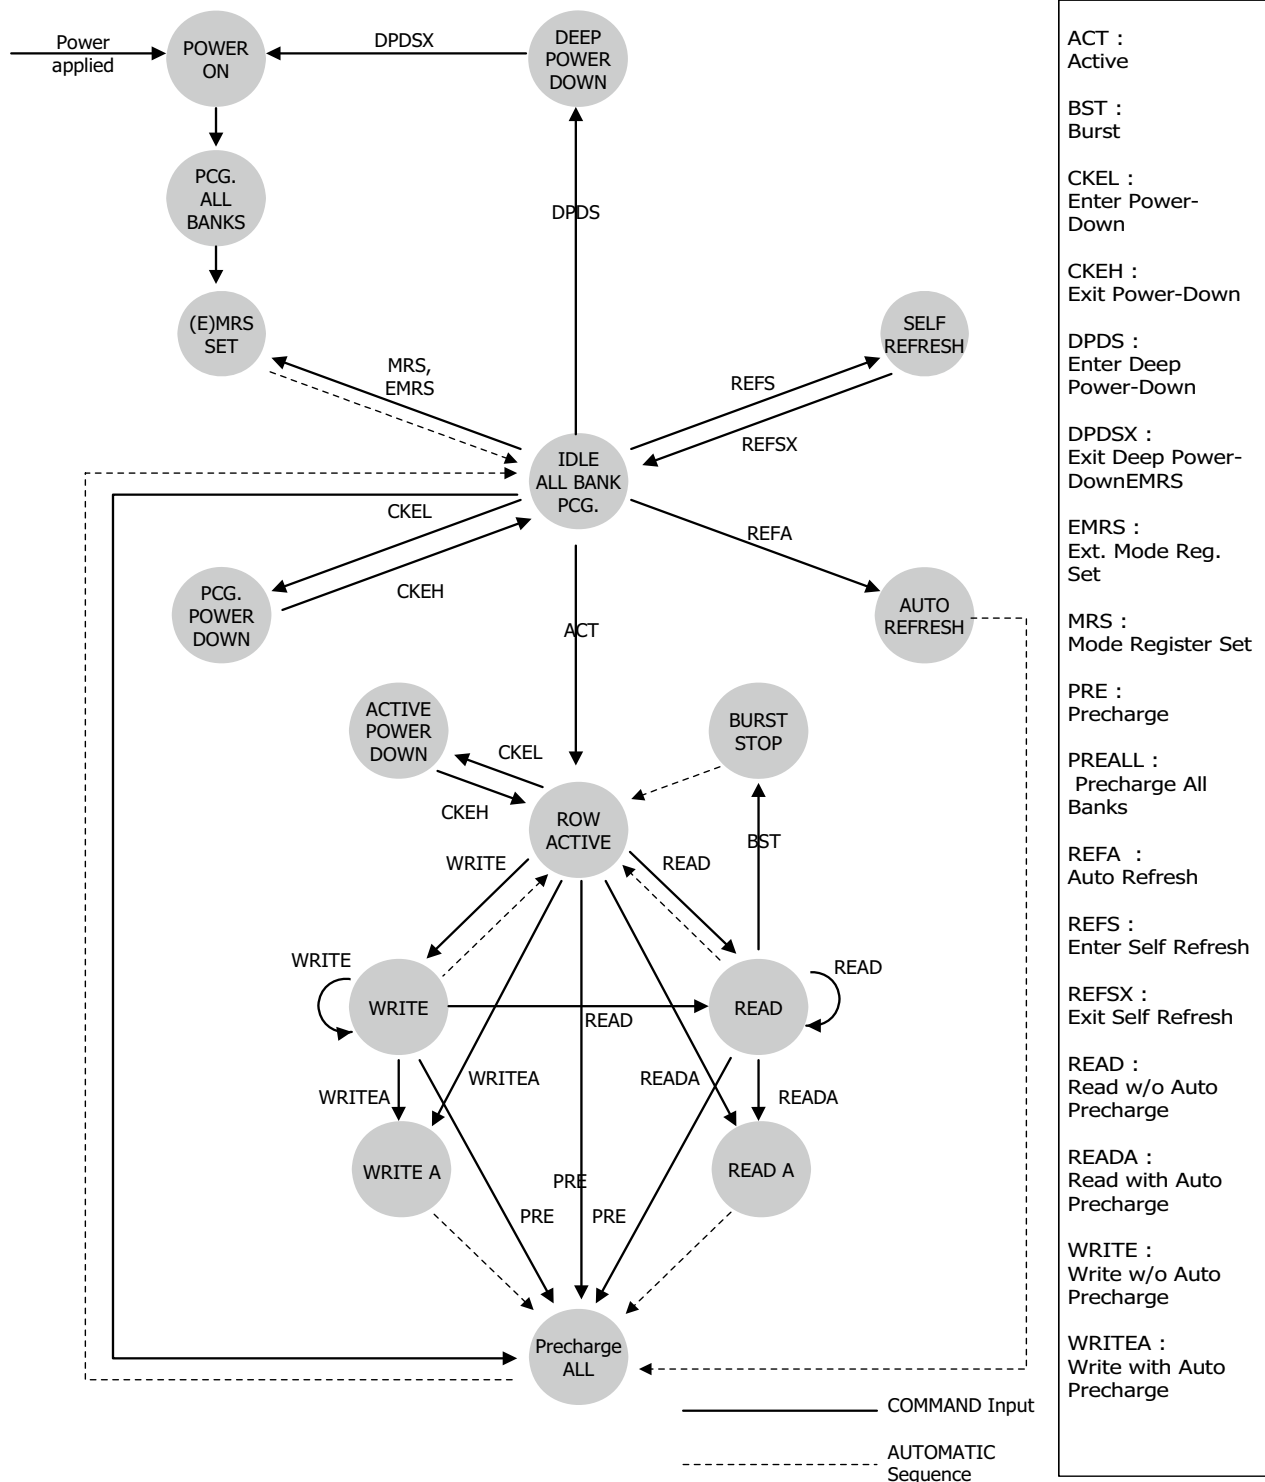 Power
applied
POWER
ON
DPDSX
DEEP
POWER
DOWN
PCG.
ALL
BANKS
DPDS
(E)MRS
SET
MRS,
EMRS
SELF
REFRESH
REFS
REFSX
IDLE
ALL BANK
PCG.
CKEL
CKEH
REFA
PCG.
POWER
DOWN
AUTO
REFRESH
ACT
ACTIVE
POWER
DOWN
CKEL
CKEH
BURST
STOP
ROW
ACTIVE
BST
WRITE
READ
WRITE
READ
WRITE
READ
READ
WRITEA
WRITEA
READA
READA
WRITE A
READ A
PRE
PRE
PRE
Precharge
ALL
COMMAND Input
AUTOMATIC
Sequence
ACT :
Active
BST :
Burst
CKEL :
Enter Power-
Down
CKEH :
Exit Power-Down
DPDS :
Enter Deep
Power-Down
DPDSX :
Exit Deep Power-
DownEMRS
EMRS :
Ext. Mode Reg.
Set
MRS :
Mode Register Set
PRE :
Precharge
PREALL :
Precharge All
Banks
REFA :
Auto Refresh
REFS :
Enter Self Refresh
REFSX :
Exit Self Refresh
READ :
Read w/o Auto
Precharge
READA :
Read with Auto
Precharge
WRITE :
Write w/o Auto
Precharge
WRITEA :
Write with Auto
Precharge